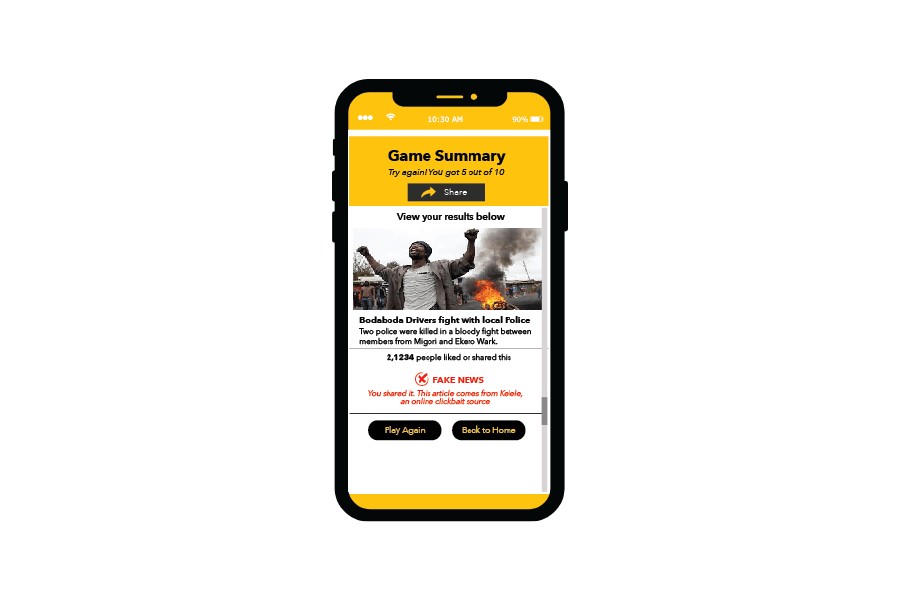 10:30 AM
90%
Game Summary
Try again! You got 5 out of 10
Share
View your results below
Bodaboda Drivers fight with local Police
Two police were killed in a bloody fight between
members from Migori and Ekero Wark.
2,1234 people liked or shared this
FAKE NEWS
You shared it. This article comes from Kelele,
an online clickbait source
Play Again
Back to Home